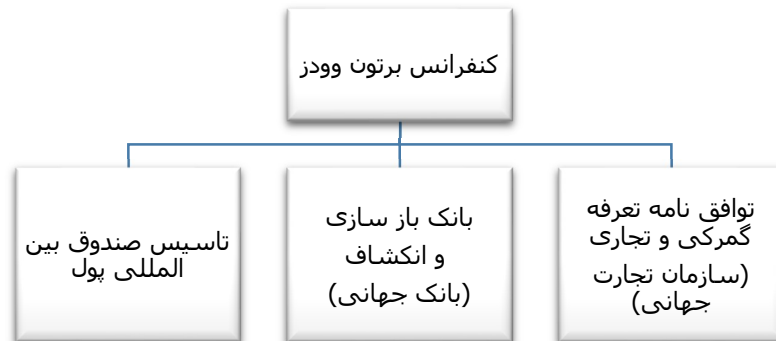 کنفرانس برتون وودز
توافق نامه تعرفه
گمرکی و تجاری
(سازمان تجارت
جهانی)
بانک باز سازی
و انکشاف
(بانک جهانی)
تاسیس صندوق بین
المللی پول